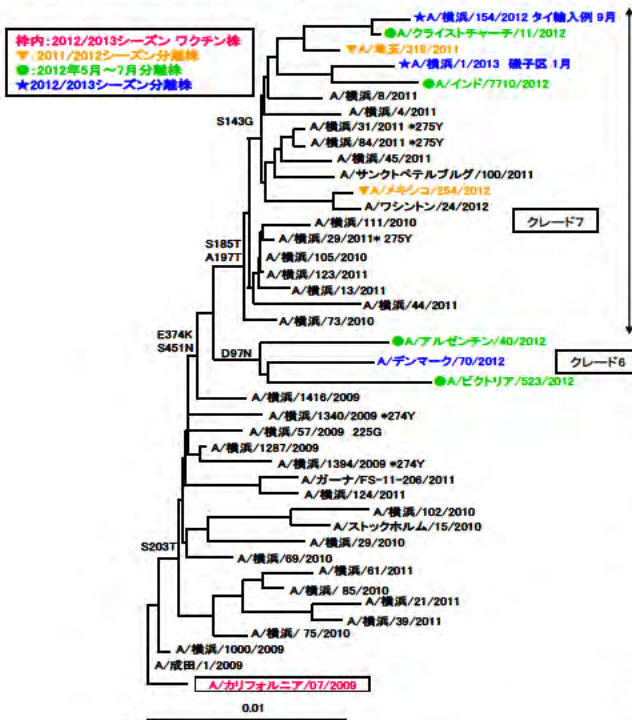 枠内:2012/2013シーズン ワクチン株
▼:2011/2012シーズン分離株
●:2012年5月~7月分離株
★2012/2013シーズン分離株
★A/横浜/154/2012 タイ輸入例 9月
●A/クライストチャーチ/11/2012
▼A/埼玉/319/2011
★A/横浜/1/2013 磯子区 1月
●A/インド/7710/2012
A/横浜/8/2011
A/横浜/4/2011
S143G
A/横浜/31/2011 *275Y
A/横浜/84/2011 *275Y
A/横浜/45/2011
A/サンクトペテルブルグ/100/2011
▼A/メキシコ/254/2012
A/ワシントン/24/2012
クレード7
A/横浜/111/2010
A/横浜/29/2011* 275Y
S185T
A197T
A/横浜/105/2010
A/横浜/123/2011
A/横浜/13/2011
A/横浜/44/2011
A/横浜/73/2010
E374K
S451N
●A/アルゼンチン/40/2012
D97N
A/デンマーク/70/2012
クレード6
●A/ビクトリア/523/2012
A/横浜/1416/2009
A/横浜/1340/2009 *274Y
A/横浜/57/2009 225G
A/横浜/1287/2009
A/横浜/1394/2009 *274Y
A/ガーナ/FS-11-206/2011
A/横浜/124/2011
A/横浜/102/2010
A/ストックホルム/15/2010
A/横浜/29/2010
S203T
A/横浜/69/2010
A/横浜/61/2011
A/横浜/ 85/2010
A/横浜/21/2011
A/横浜/39/2011
A/横浜/ 75/2010
A/横浜/1000/2009
A/成田/1/2009
A/カリフォルニア/07/2009
0.01